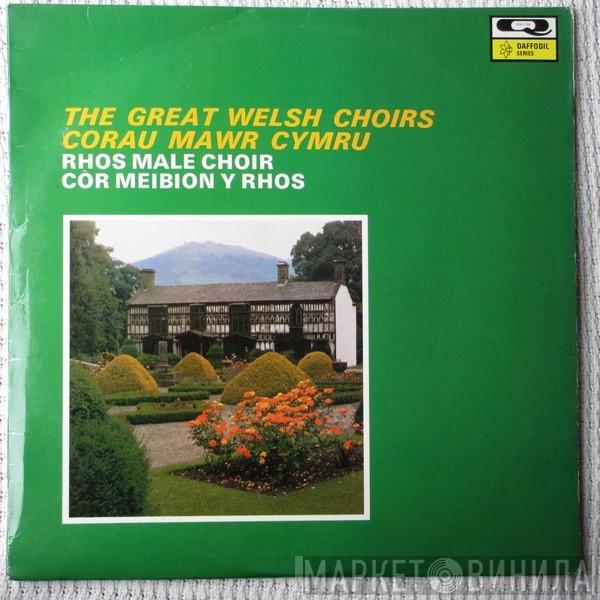 DAFFODIL
SERIES
THE GREAT WELSH CHOIRS
CORAU MAWR CYMRU
RHOS MALE CHOIR
CÔR MEIBION Y RHOS
МАРКЕТ ВИНИЛА